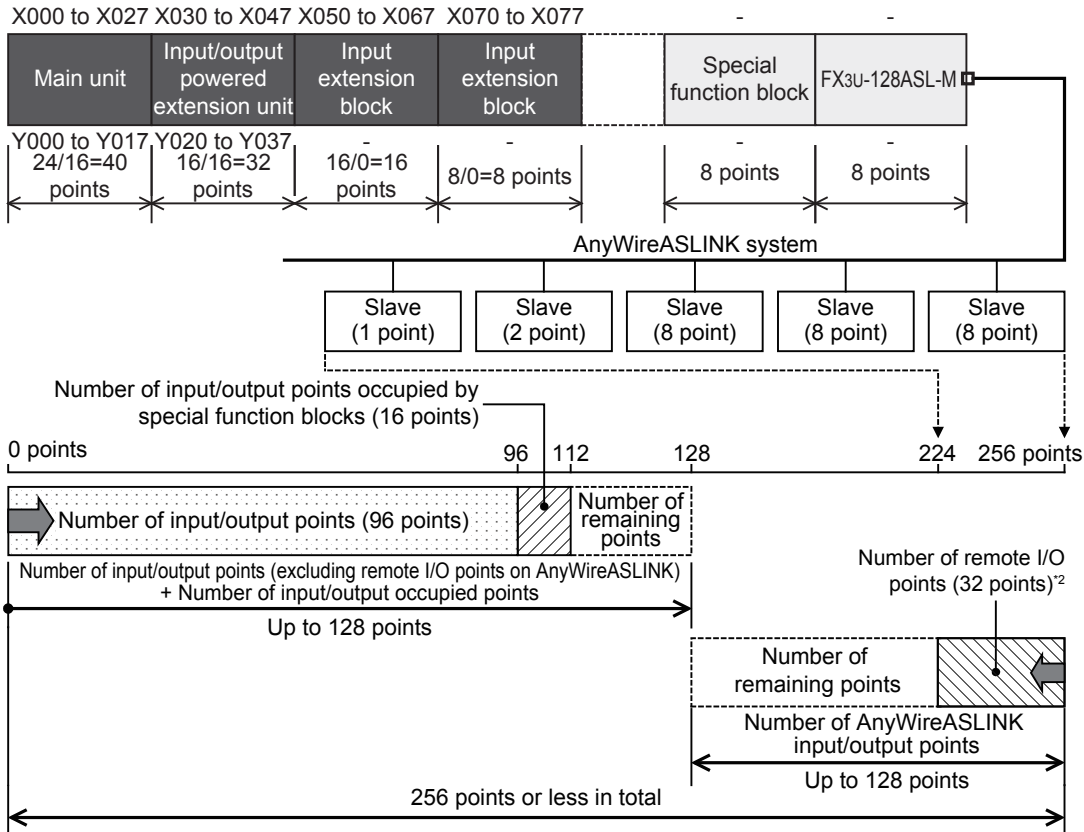 X000 to X027 X030 to X047 X050 to X067 X070 to X077 - -
Main unit
Input/output
powered
extension unit
Input
extension
block
Input
extension
block
Special
function block
FX3U-128ASL-M
Y000 to Y017 Y020 to Y037 - - - -
24/16=40
points
16/16=32
points
16/0=16
points
8/0=8 points
8 points
8 points
AnyWireASLINK system
Slave
(1 point)
Slave
(2 point)
Slave
(8 point)
Slave
(8 point)
Slave
(8 point)
Number of input/output points occupied by
special function blocks (16 points)
0 points 96 112 128 224 256 points
Number of input/output points (96 points)
Number of
remaining
points
Number of input/output points (excluding remote I/O points on AnyWireASLINK)
+ Number of input/output occupied points
Up to 128 points
Number of remote I/O
points (32 points)*2
Number of
remaining points
Number of AnyWireASLINK
input/output points
Up to 128 points
256 points or less in total